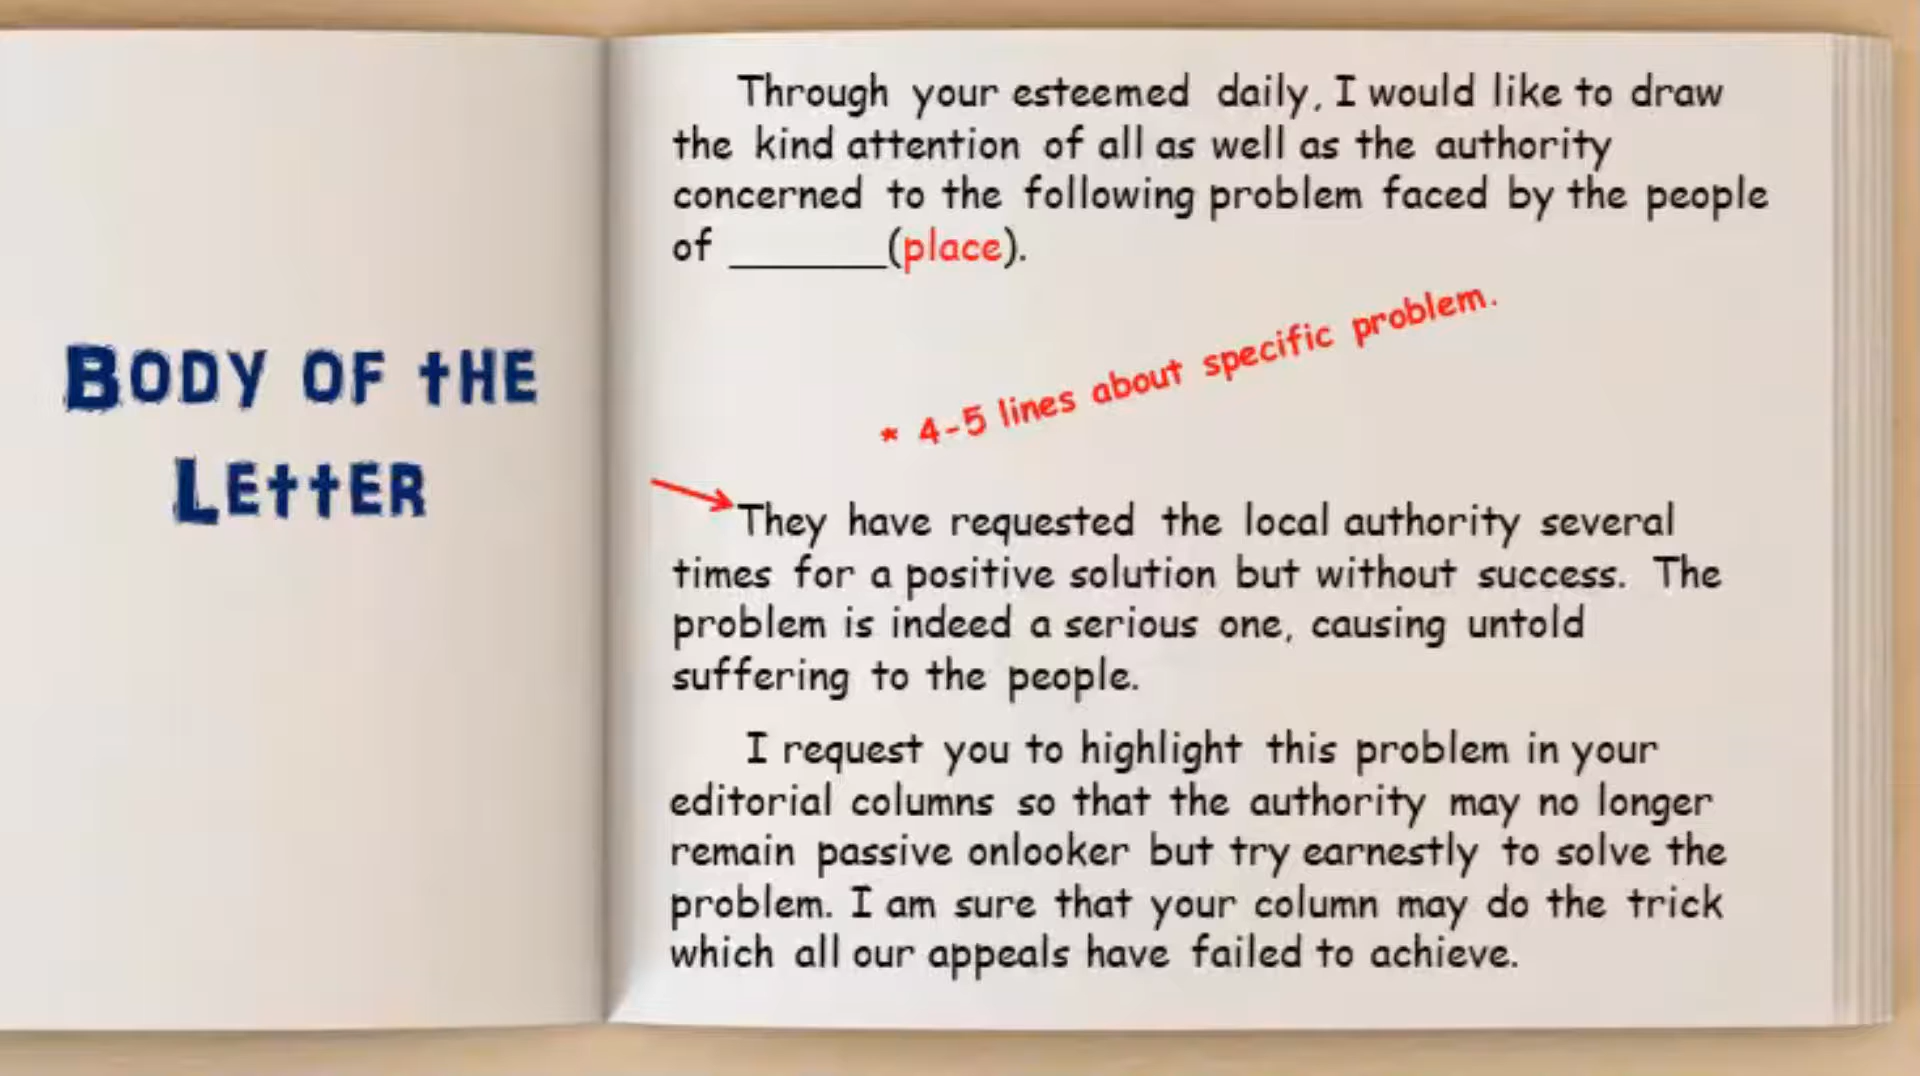 BODY OF tHE
LEttER
Through your esteemed daily, I would like to draw
the kind attention of all as well as the authority
concerned to the following problem faced by the people
of _______(place).
* 4-5 lines about specific problem.
They have requested the local authority several
times for a positive solution but without success. The
problem is indeed a serious one, causing untold
suffering to the people.
I request you to highlight this problem in your
editorial columns so that the authority may no longer
remain passive onlooker but try earnestly to solve the
problem. I am sure that your column may do the trick
which all our appeals have failed to achieve.